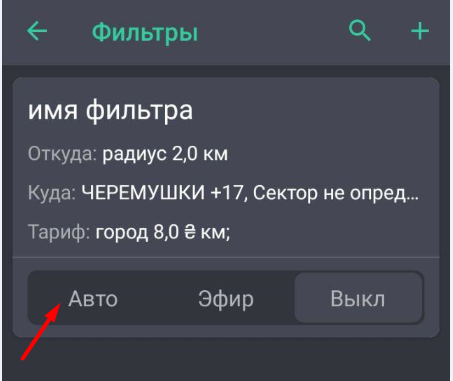 Фильтры
имя фильтра
Откуда: радиус 2,0 км
Куда: ЧЕРЕМУШКИ +17, Сектор не опред...
Тариф: город 8,0 ₴ км;
Авто Эфир Выкл